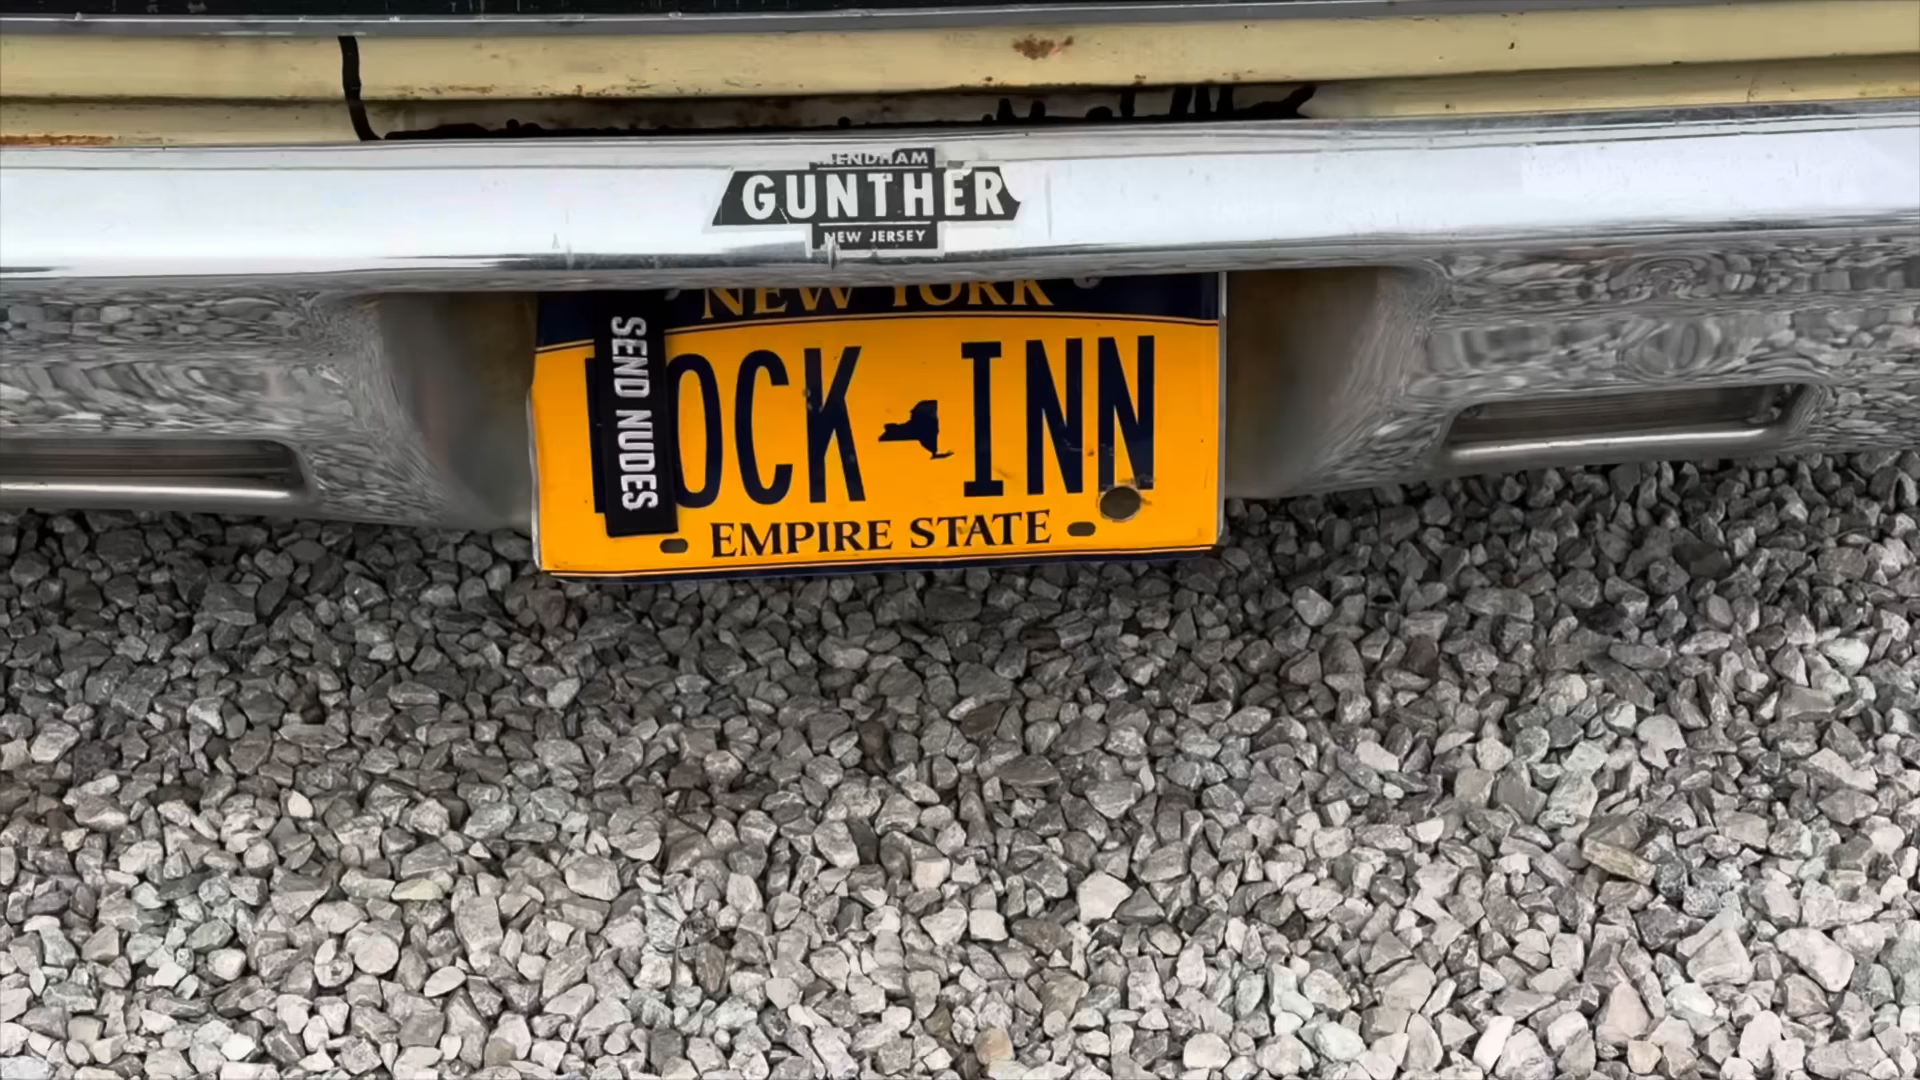 MENDHAM
GUNTHER
NEW JERSEY
NEW YORK
SEND NUDES
OCK INN
EMPIRE STATE